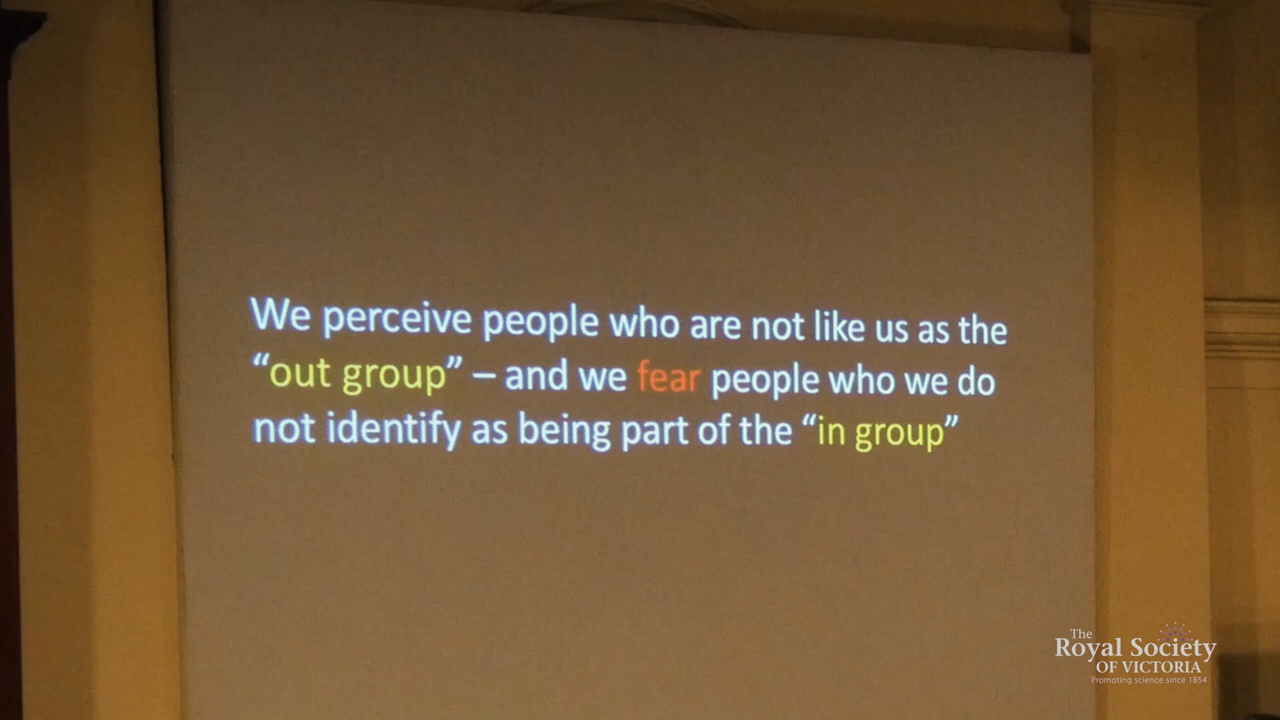 We perceive people who are not like us as the
“out group” – and we fear people who we do
not identify as being part of the “in group”
The
Royal Society
OF VICTORIA
Promoting science since 1854